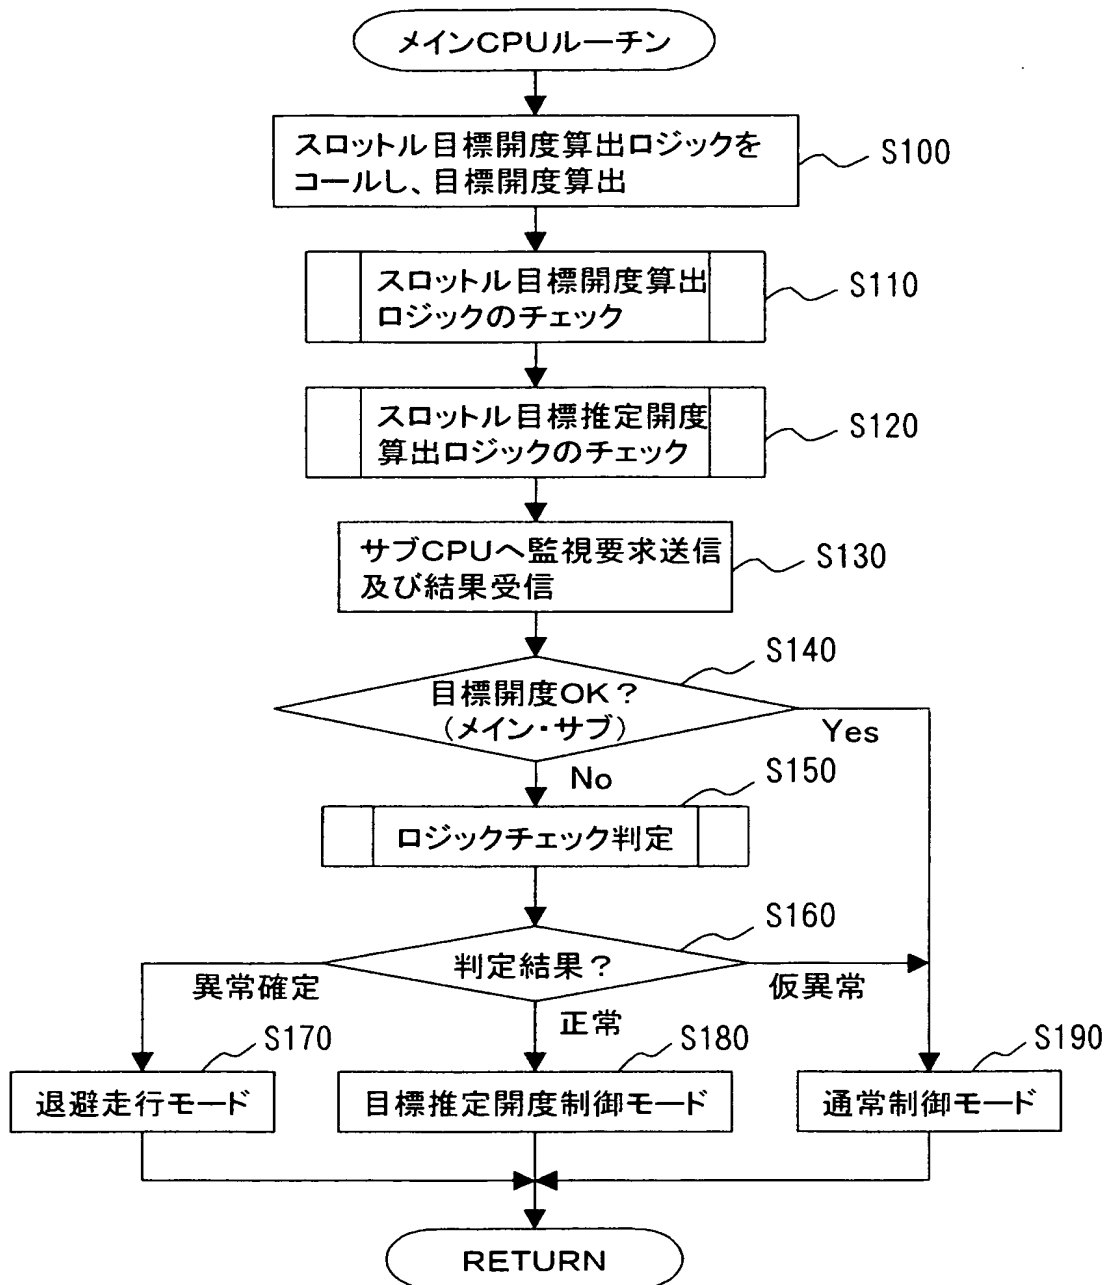 メインCPUルーチン
スロットル目標開度算出ロジックを
コールし、目標開度算出
S100
スロットル目標開度算出
ロジックのチェック
S110
スロットル目標推定開度
算出ロジックのチェック
S120
サブCPUへ監視要求送信
及び結果受信
S130
S140
目標開度OK?
(メイン・サブ)
Yes
No
S150
ロジックチェック判定
S160
判定結果?
異常確定
仮異常
正常
S170
S180
S190
退避走行モード
目標推定開度制御モード
通常制御モード
RETURN